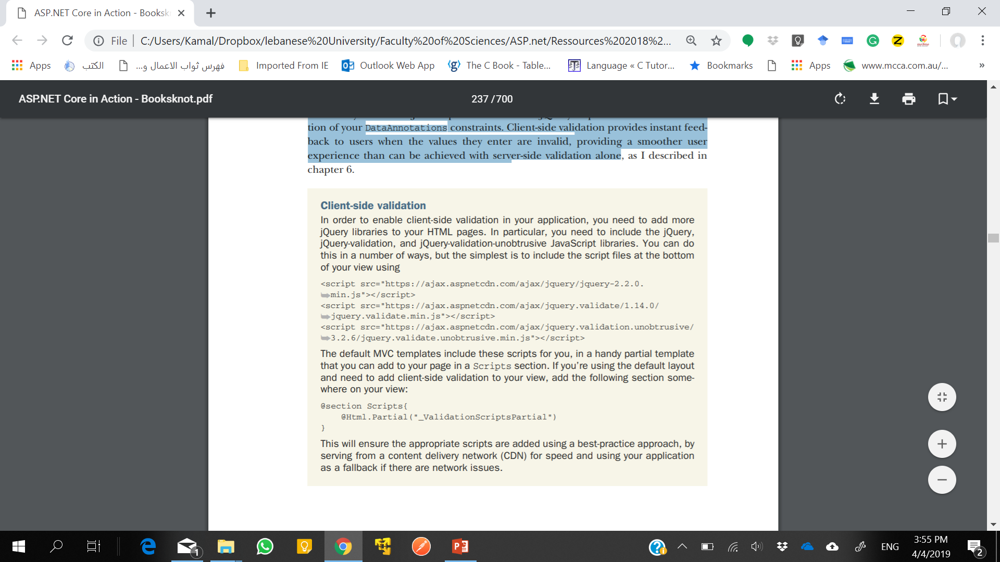 ASP.NET Core in Action - Booksk
File
C:/Users/Kamal/Dropbox/lebanese%20University/Faculty%20of%20Sciences/ASP.net/Ressources%202018%2...
Apps
الكتب
فهرس ثواب الاعمال و...
Imported From IE
Outlook Web App
The C Book - Table...
Language « C Tutor...
Bookmarks
Apps
www.mcca.com.au/...
»
ASP.NET Core in Action - Booksknot.pdf
237 / 700
tion of your DataAnnotations constraints. Client-side validation provides instant feed-
back to users when the values they enter are invalid, providing a smoother user
experience than can be achieved with server-side validation alone, as I described in
chapter 6.
Client-side validation
In order to enable client-side validation in your application, you need to add more
jQuery libraries to your HTML pages. In particular, you need to include the jQuery,
jQuery-validation, and jQuery-validation-unobtrusive JavaScript libraries. You can do
this in a number of ways, but the simplest is to include the script files at the bottom
of your view using
<script src="https://ajax.aspnetcdn.com/ajax/jquery/jquery-2.2.0.
➥min.js"></script>
<script src="https://ajax.aspnetcdn.com/ajax/jquery.validate/1.14.0/
➥jquery.validate.min.js"></script>
<script src="https://ajax.aspnetcdn.com/ajax/jquery.validation.unobtrusive/
➥3.2.6/jquery.validate.unobtrusive.min.js"></script>
The default MVC templates include these scripts for you, in a handy partial template
that you can add to your page in a Scripts section. If you're using the default layout
and need to add client-side validation to your view, add the following section some-
where on your view:
@section Scripts{
@Html.Partial("_ValidationScriptsPartial")
}
This will ensure the appropriate scripts are added using a best-practice approach, by
serving from a content delivery network (CDN) for speed and using your application
as a fallback if there are network issues.
1
ENG
3:55 PM
4/4/2019
2